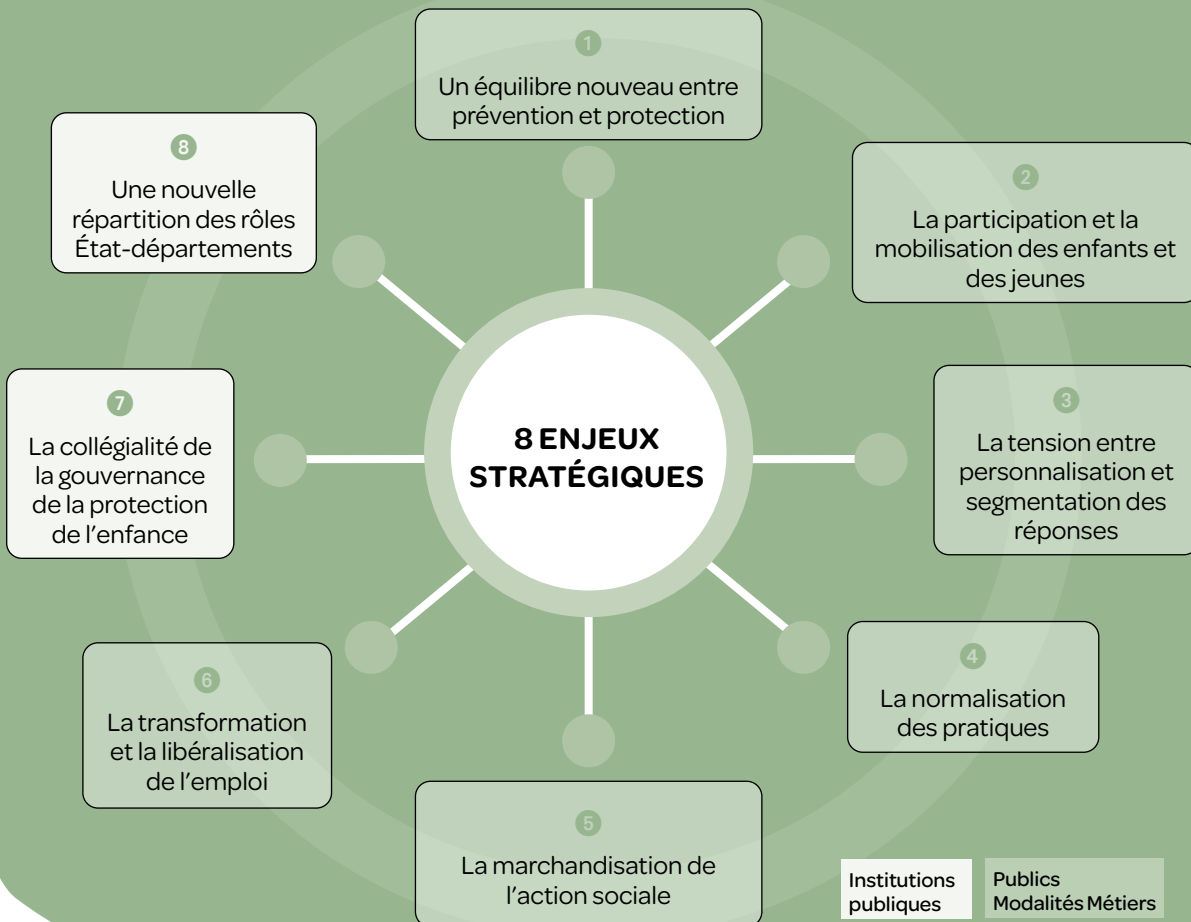 1
Un équilibre nouveau entre
prévention et protection
2
La participation et la
mobilisation des enfants et
des jeunes
3
La tension entre
personnalisation et
segmentation des
réponses
4
La normalisation
des pratiques
5
La marchandisation de
l'action sociale
6
La transformation
et la libéralisation
de l'emploi
7
La collégialité de
la gouvernance
de la protection
de l'enfance
8
Une nouvelle
répartition des rôles
État-départements
8 ENJEUX
STRATÉGIQUES
Institutions
publiques
Publics
Modalités Métiers